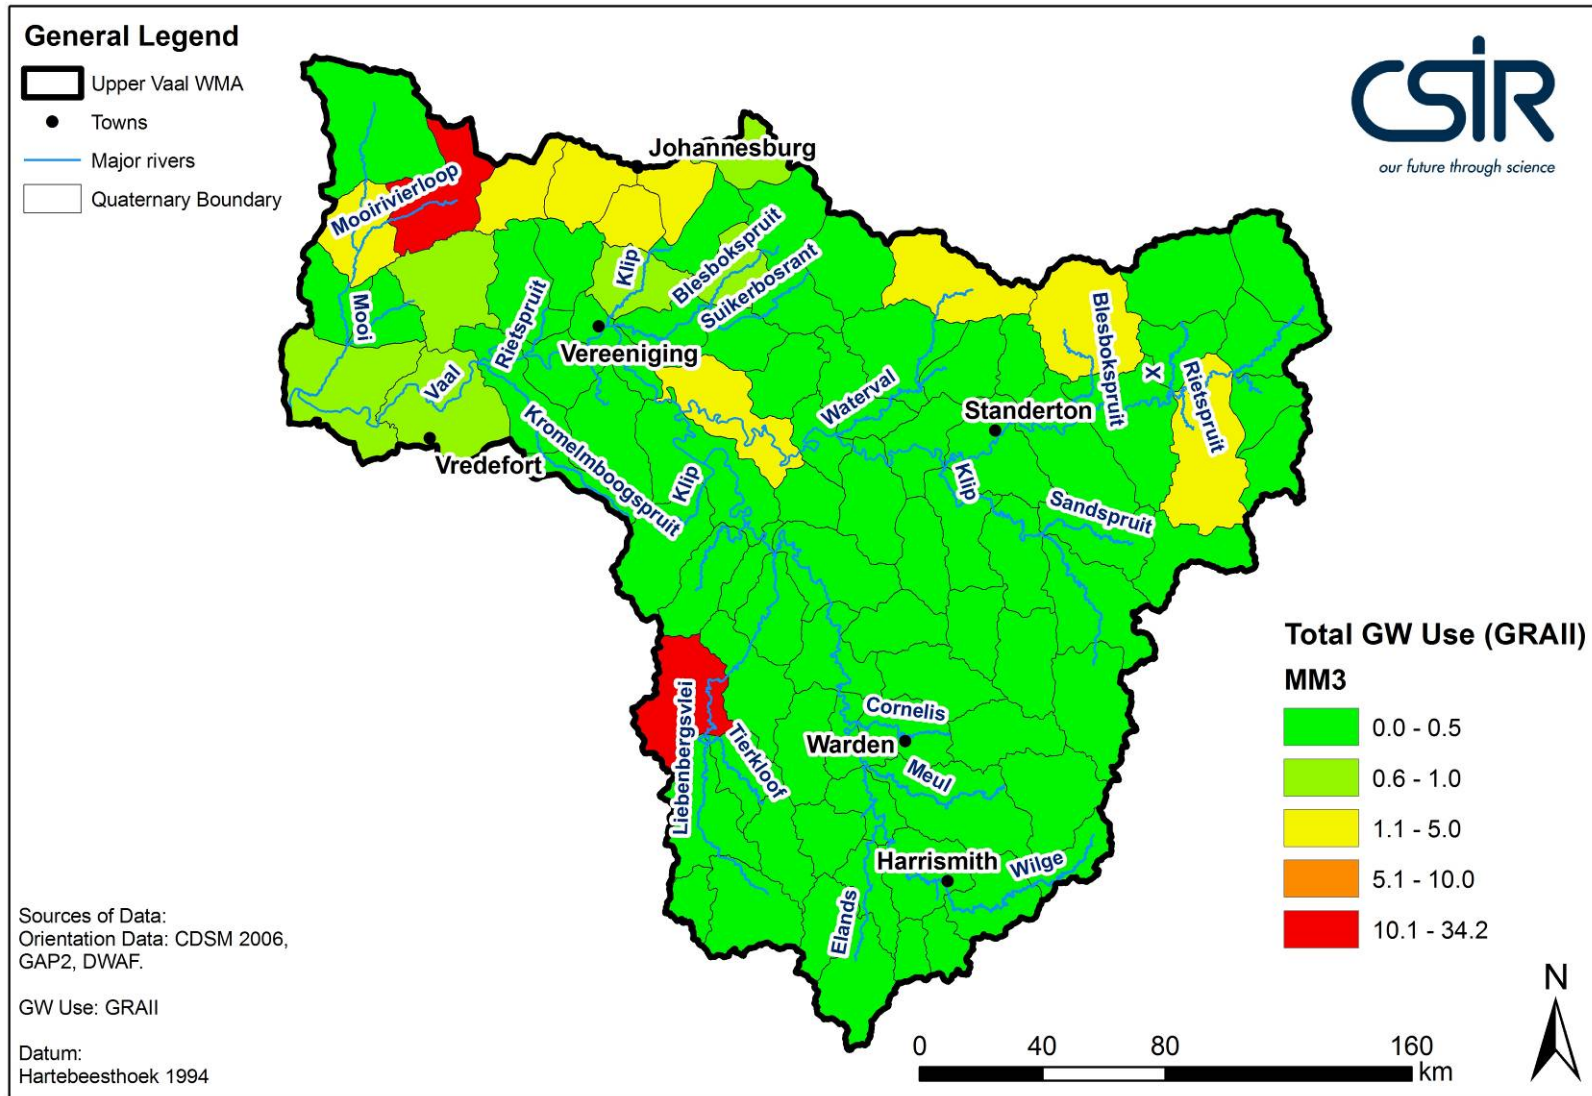 General Legend
Upper Vaal WMA
Towns
Major rivers
Quaternary Boundary
CSIR
our future through science
Johannesburg
Mooirivierloop
Klip
Blesbokspruit
Suikerbosrant
Mooi
Rietspruit
Vereeniging
Vaal
Vredefort
Kromelmboogspruit
Klip
Waterval
Standerton
Blesbokspruit
X
Rietspruit
Klip
Sandspruit
Liebenbergsvlei
Tierkloof
Cornelis
Warden
Meul
Harrismith
Wilge
Elands
Total GW Use (GRAII)
MM3
0.0 - 0.5
0.6 - 1.0
1.1 - 5.0
5.1 - 10.0
10.1 - 34.2
Sources of Data:
Orientation Data: CDSM 2006,
GAP2, DWAF.
GW Use: GRAII
Datum:
Hartebeesthoek 1994
0 40 80 160
km
N